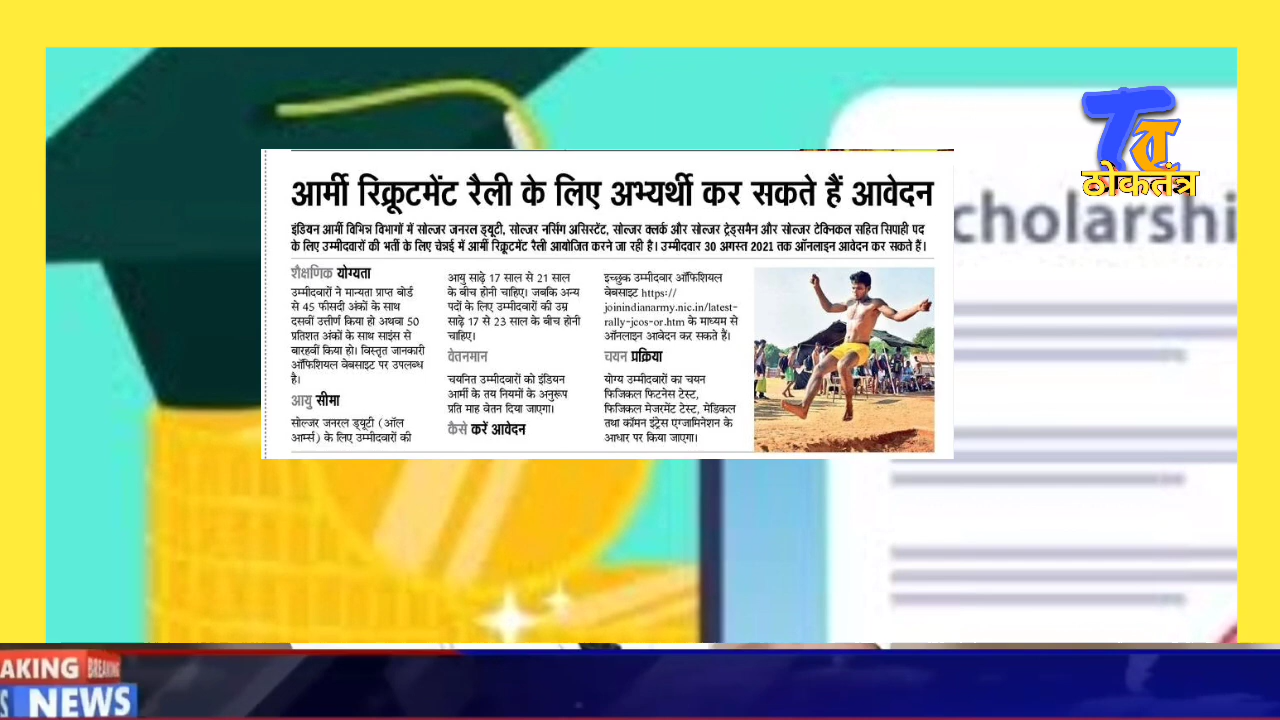 ठोकतंत्र
cholarshi
आर्मी रिक्रूटमेंट रैली के लिए अभ्यर्थी कर सकते हैं आवेदन
इंडियन आर्मी विभिन्न विभागों में सोल्जर जनरल ड्यूटी, सोल्जर नर्सिंग असिस्टेंट, सोल्जर क्लर्क और सोल्जर ट्रेड्समैन और सोल्जर टेक्निकल सहित सिपाही पद
के लिए उम्मीदवारों की भर्ती के लिए चेन्नई में आर्मी रिक्रूटमेंट रैली आयोजित करने जा रही है। उम्मीदवार 30 अगस्त 2021 तक ऑनलाइन आवेदन कर सकते हैं।
शैक्षणिक योग्यता
उम्मीदवारों ने मान्यता प्राप्त बोर्ड
से 45 फीसदी अंकों के साथ
दसवीं उत्तीर्ण किया हो अथवा 50
प्रतिशत अंकों के साथ साइंस से
बारहवीं किया हो। विस्तृत जानकारी
ऑफिशियल वेबसाइट पर उपलब्ध
है।
आयु सीमा
सोल्जर जनरल ड्यूटी (ऑल
आर्म्स) के लिए उम्मीदवारों की
आयु साढ़े 17 साल से 21 साल
के बीच होनी चाहिए। जबकि अन्य
पदों के लिए उम्मीदवारों की उम्र
साढ़े 17 से 23 साल के बीच होनी
चाहिए।
वेतनमान
चयनित उम्मीदवारों को इंडियन
आर्मी के तय नियमों के अनुरूप
प्रति माह वेतन दिया जाएगा।
कैसे करें आवेदन
इच्छुक उम्मीदवार ऑफिशियल
वेबसाइट https://
joinindianarmy.nic.in/latest-
rally-jcos-or.htm के माध्यम से
ऑनलाइन आवेदन कर सकते हैं।
चयन प्रक्रिया
योग्य उम्मीदवारों का चयन
फिजिकल फिटनेस टेस्ट,
फिजिकल मेजरमेंट टेस्ट, मेडिकल
तथा कॉमन इंट्रेस एग्जामिनेशन के
आधार पर किया जाएगा।
AKING BREAKING
S NEWS